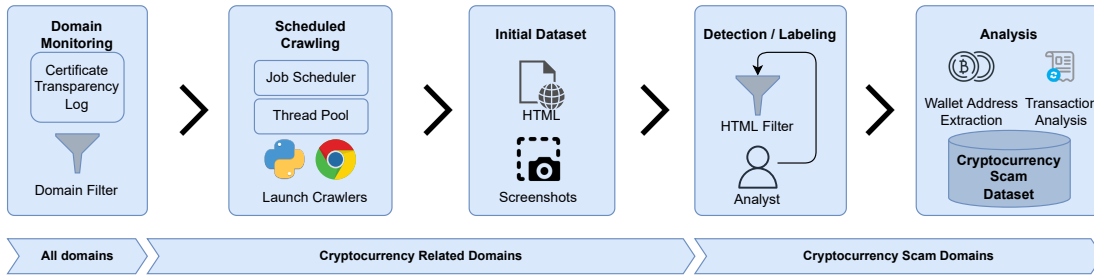 Domain
Monitoring
Certificate
Transparency
Log
Domain Filter
Scheduled
Crawling
Job Scheduler
Thread Pool
Launch Crawlers
Initial Dataset
HTML
Screenshots
Detection / Labeling
HTML Filter
Analyst
Analysis
Wallet Address
Extraction
Transaction
Analysis
Cryptocurrency
Scam
Dataset
All domains
Cryptocurrency Related Domains
Cryptocurrency Scam Domains